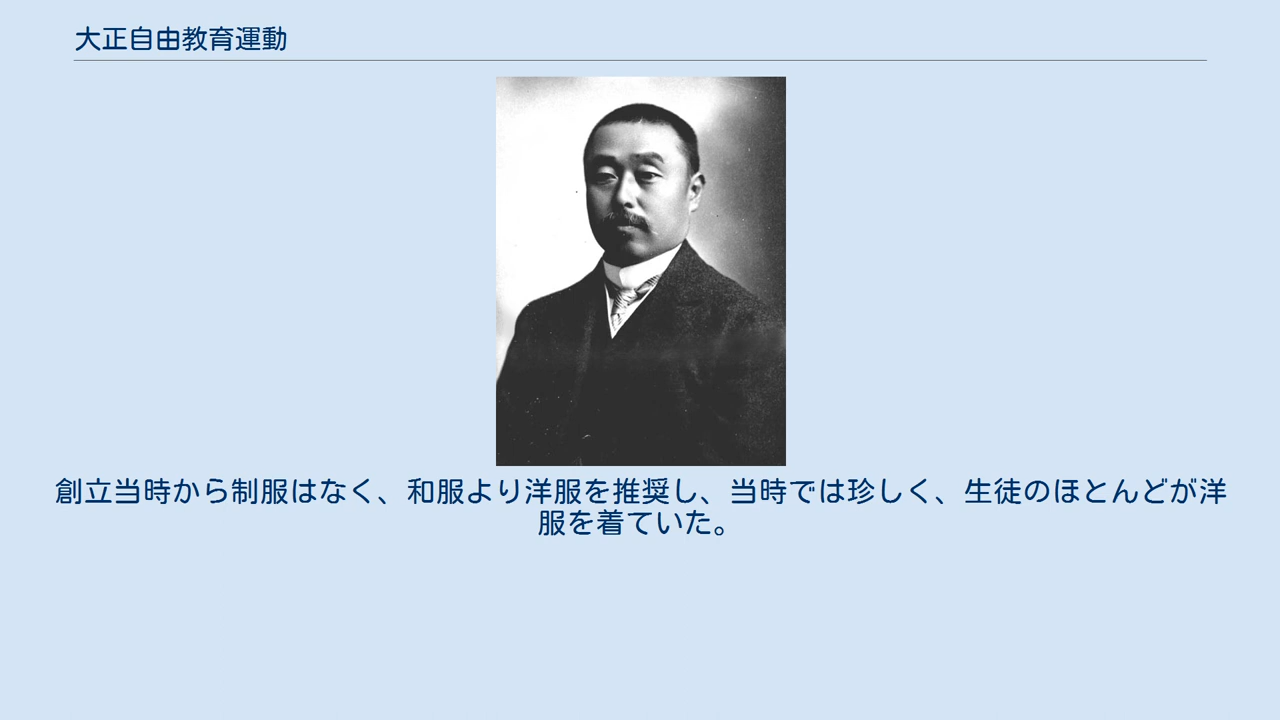 大正自由教育運動
創立当時から制服はなく、和服より洋服を推奨し、当時では珍しく、生徒のほとんどが洋
服を着ていた。